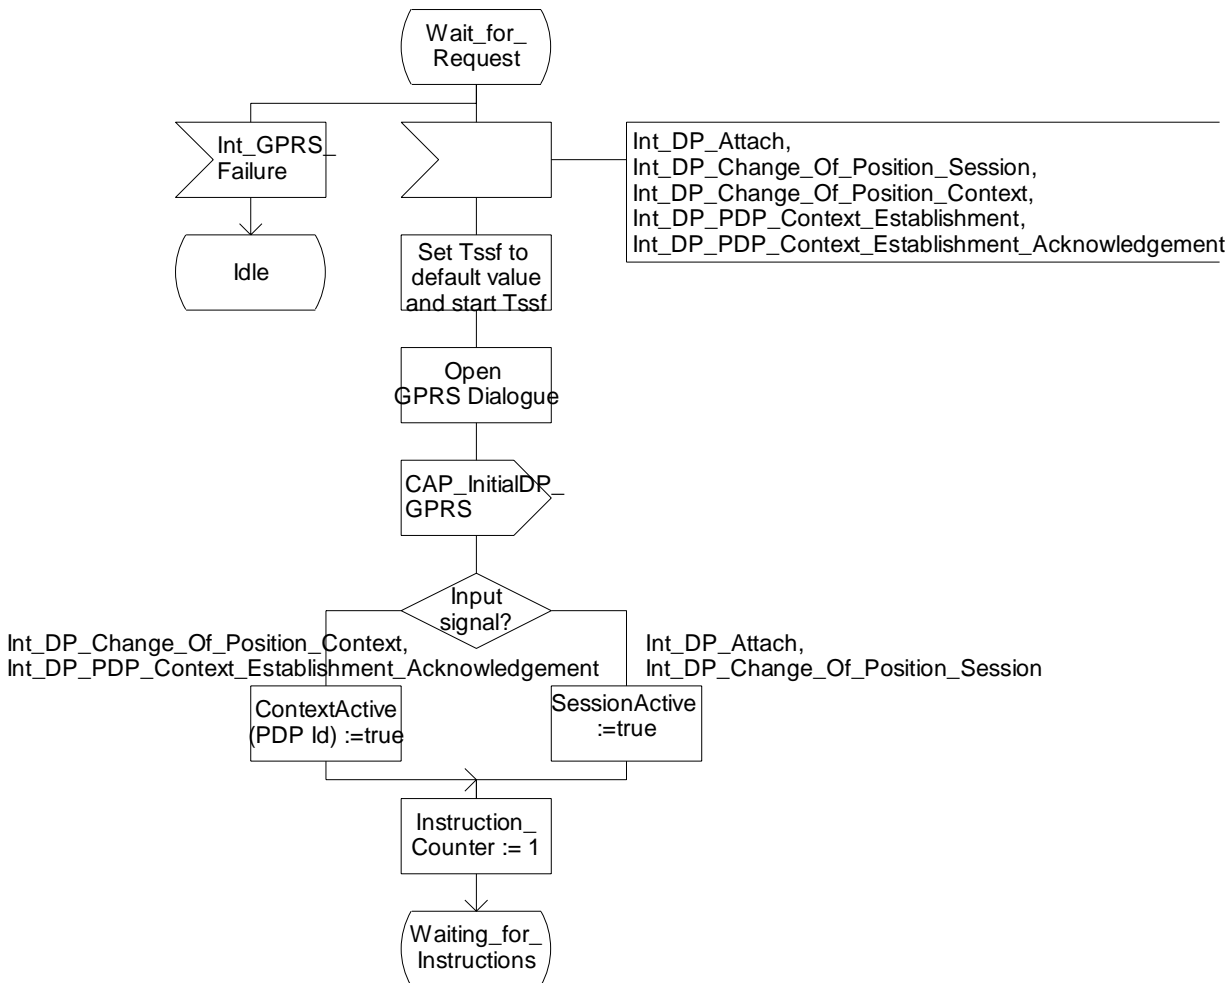 Wait_for_
Request
Int_GPRS_
Failure
Int_DP_Attach,
Int_DP_Change_Of_Position_Session,
Int_DP_Change_Of_Position_Context,
Int_DP_PDP_Context_Establishment,
Int_DP_PDP_Context_Establishment_Acknowledgement
Idle
Set Tssf to
default value
and start Tssf
Open
GPRS Dialogue
CAP_InitialDP_
GPRS
Input
signal?
Int_DP_Change_Of_Position_Context,
Int_DP_PDP_Context_Establishment_Acknowledgement
Int_DP_Attach,
Int_DP_Change_Of_Position_Session
ContextActive
(PDP Id) :=true
SessionActive
:=true
Instruction_
Counter := 1
Waiting_for_
Instructions